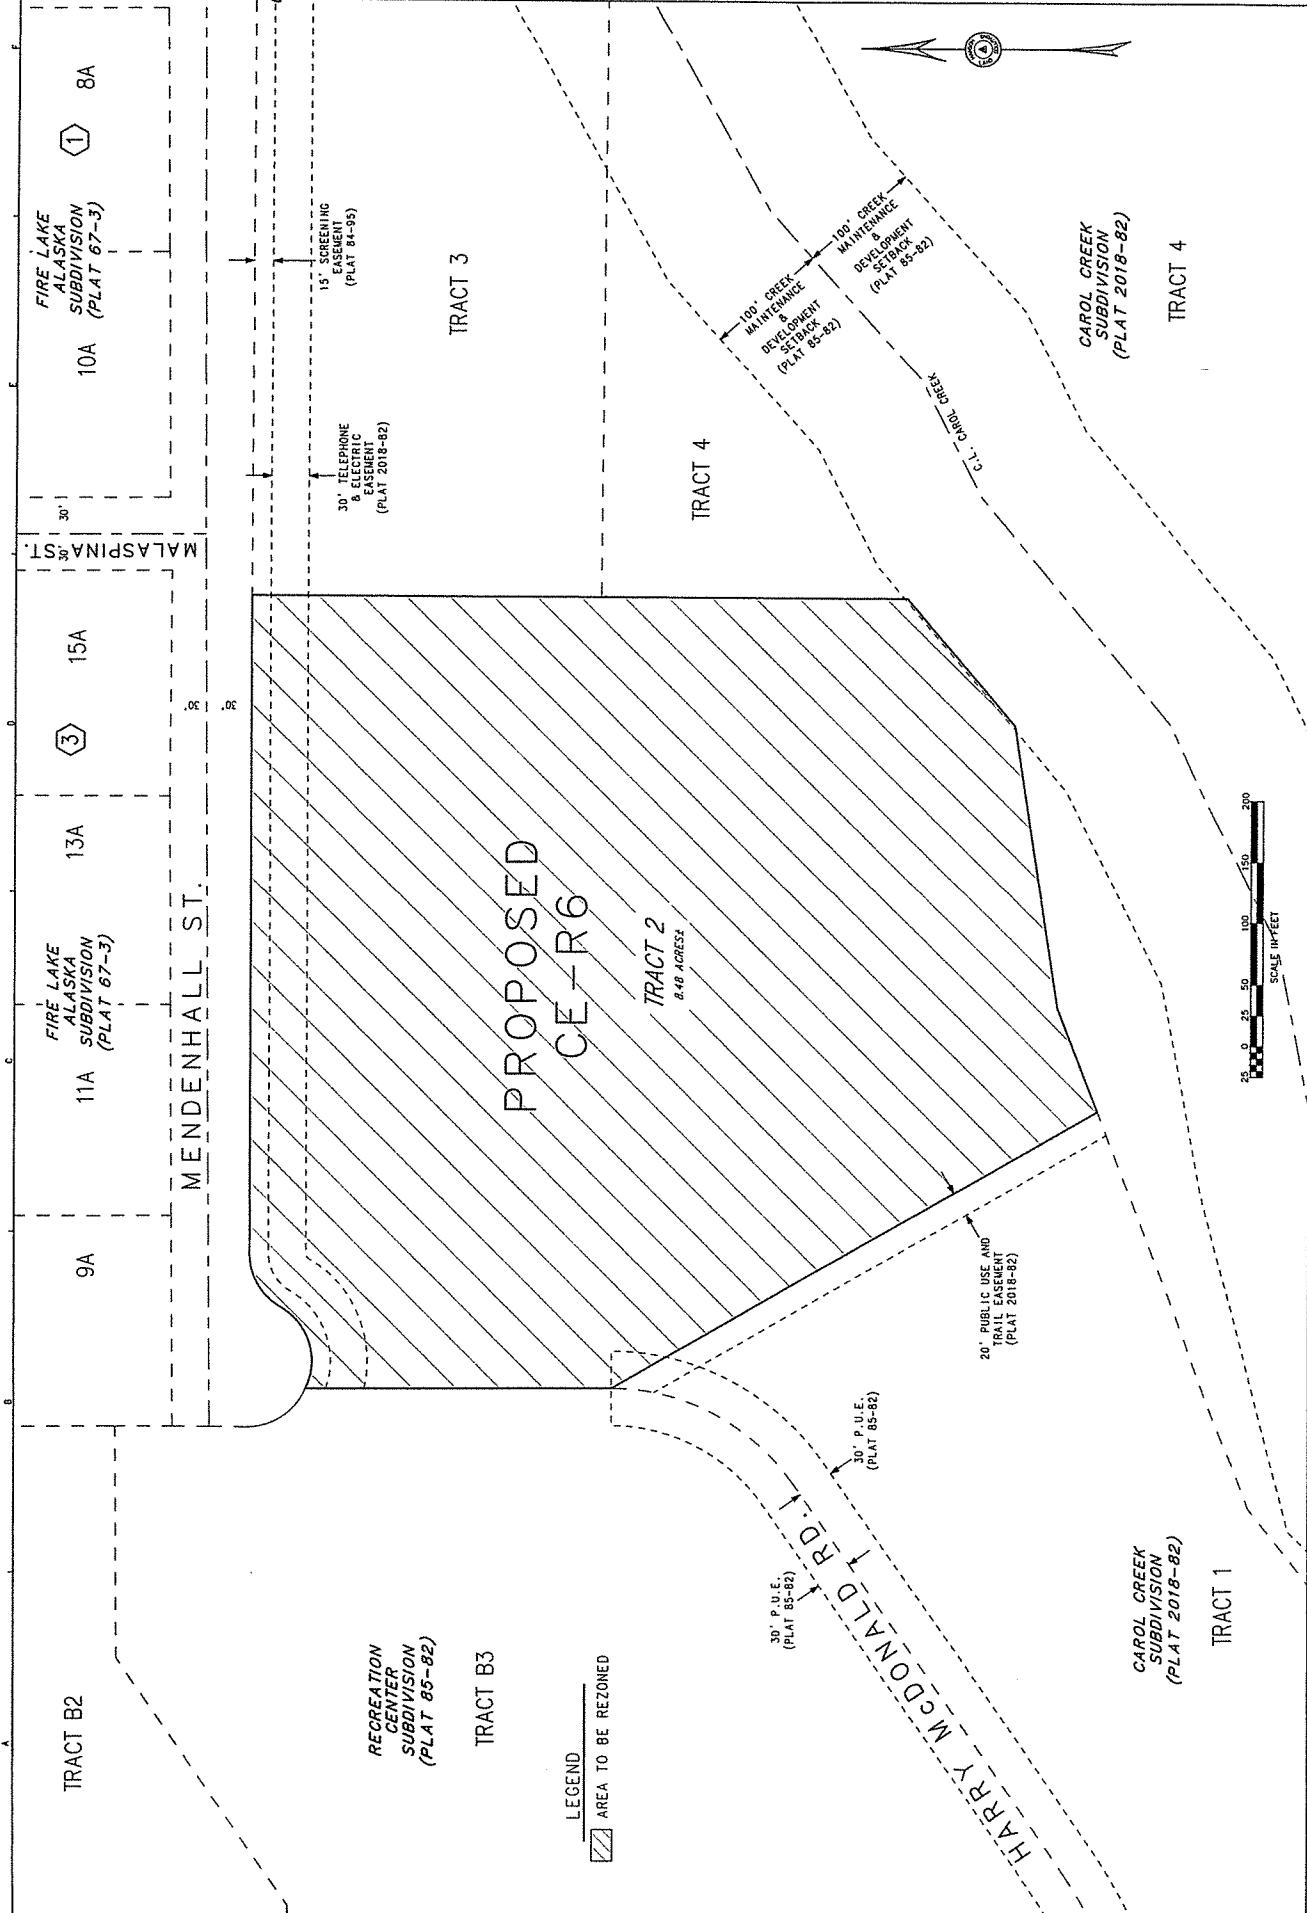 F
E
D
C
B
A
FIRE LAKE
ALASKA
SUBDIVISION
(PLAT 67-3)
8A
1
10A
30'
30'
MALASPINA ST.
15A
3
13A
FIRE LAKE
ALASKA
SUBDIVISION
(PLAT 67-3)
11A
9A
MENDENHALL ST.
30'
30'
15' SCREENING
EASEMENT
(PLAT 84-95)
30' TELEPHONE
& ELECTRIC
EASEMENT
(PLAT 2018-82)
TRACT 3
TRACT 4
100' CREEK
MAINTENANCE
&
DEVELOPMENT
SETBACK
(PLAT 85-82)
100' CREEK
MAINTENANCE
&
DEVELOPMENT
SETBACK
(PLAT 85-82)
C.L. CAROL CREEK
CAROL CREEK
SUBDIVISION
(PLAT 2018-82)
TRACT 4
PROPOSED
CE-R6
TRACT 2
8.48 ACRES±
20' PUBLIC USE AND
TRAIL EASEMENT
(PLAT 2018-82)
30' P.U.E.
(PLAT 85-82)
30' P.U.E.
(PLAT 85-82)
HARRY McDONALD RD.
TRACT B2
RECREATION
CENTER
SUBDIVISION
(PLAT 85-82)
TRACT B3
LEGEND
AREA TO BE REZONED
CAROL CREEK
SUBDIVISION
(PLAT 2018-82)
TRACT 1
25 0 25 50 100 150 200
SCALE IN FEET